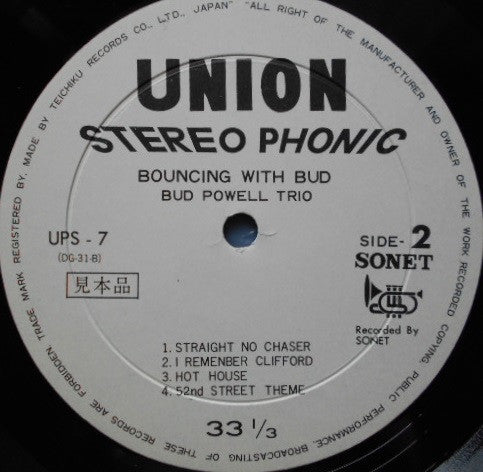 TRADE MARK REGISTERED BY. MADE BY TEICHIKU RECORDS CO., LTD., JAPAN" "ALL RIGHT OF THE MANUFACTURER AND OWNER OF THE WORK RECORDED COPYING, PUBLIC PERFORMANCE, BROADCASTING OF THESE RECORDS ARE FORBIDDEN
UNION
STEREO PHONIC
BOUNCING WITH BUD
BUD POWELL TRIO
UPS - 7
(DG-31-B)
見本品
SIDE- 2
SONET
Recorded By
SONET
1. STRAIGHT NO CHASER
2. I REMENBER CLIFFORD
3. HOT HOUSE
4. 52nd STREET THEME
33 1/3